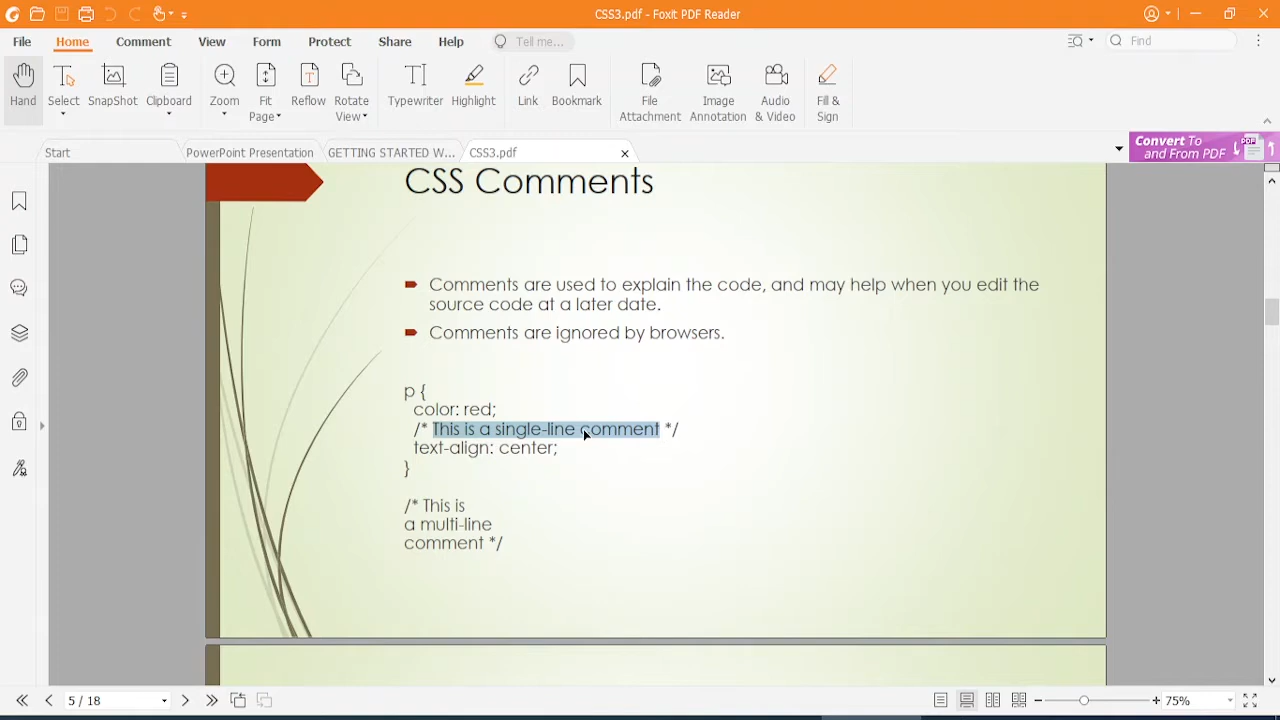 CSS3.pdf - Foxit PDF Reader
File Home Comment View Form Protect Share Help Tell me... Find
Hand Select SnapShot Clipboard Zoom Fit Page Reflow Rotate View Typewriter Highlight Link Bookmark File Attachment Image Annotation Audio & Video Fill & Sign
Start PowerPoint Presentation GETTING STARTED W... CSS3.pdf
Convert To
and From PDF
PDF
CSS Comments
Comments are used to explain the code, and may help when you edit the
source code at a later date.
Comments are ignored by browsers.
p {
color: red;
/* This is a single-line comment */
text-align: center;
}
/* This is
a multi-line
comment */
5 / 18 75%